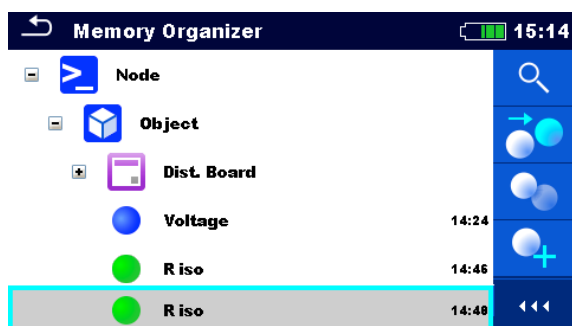 Memory Organizer 15:14
Node
Object
Dist. Board
Voltage 14:24
R iso 14:46
R iso 14:48